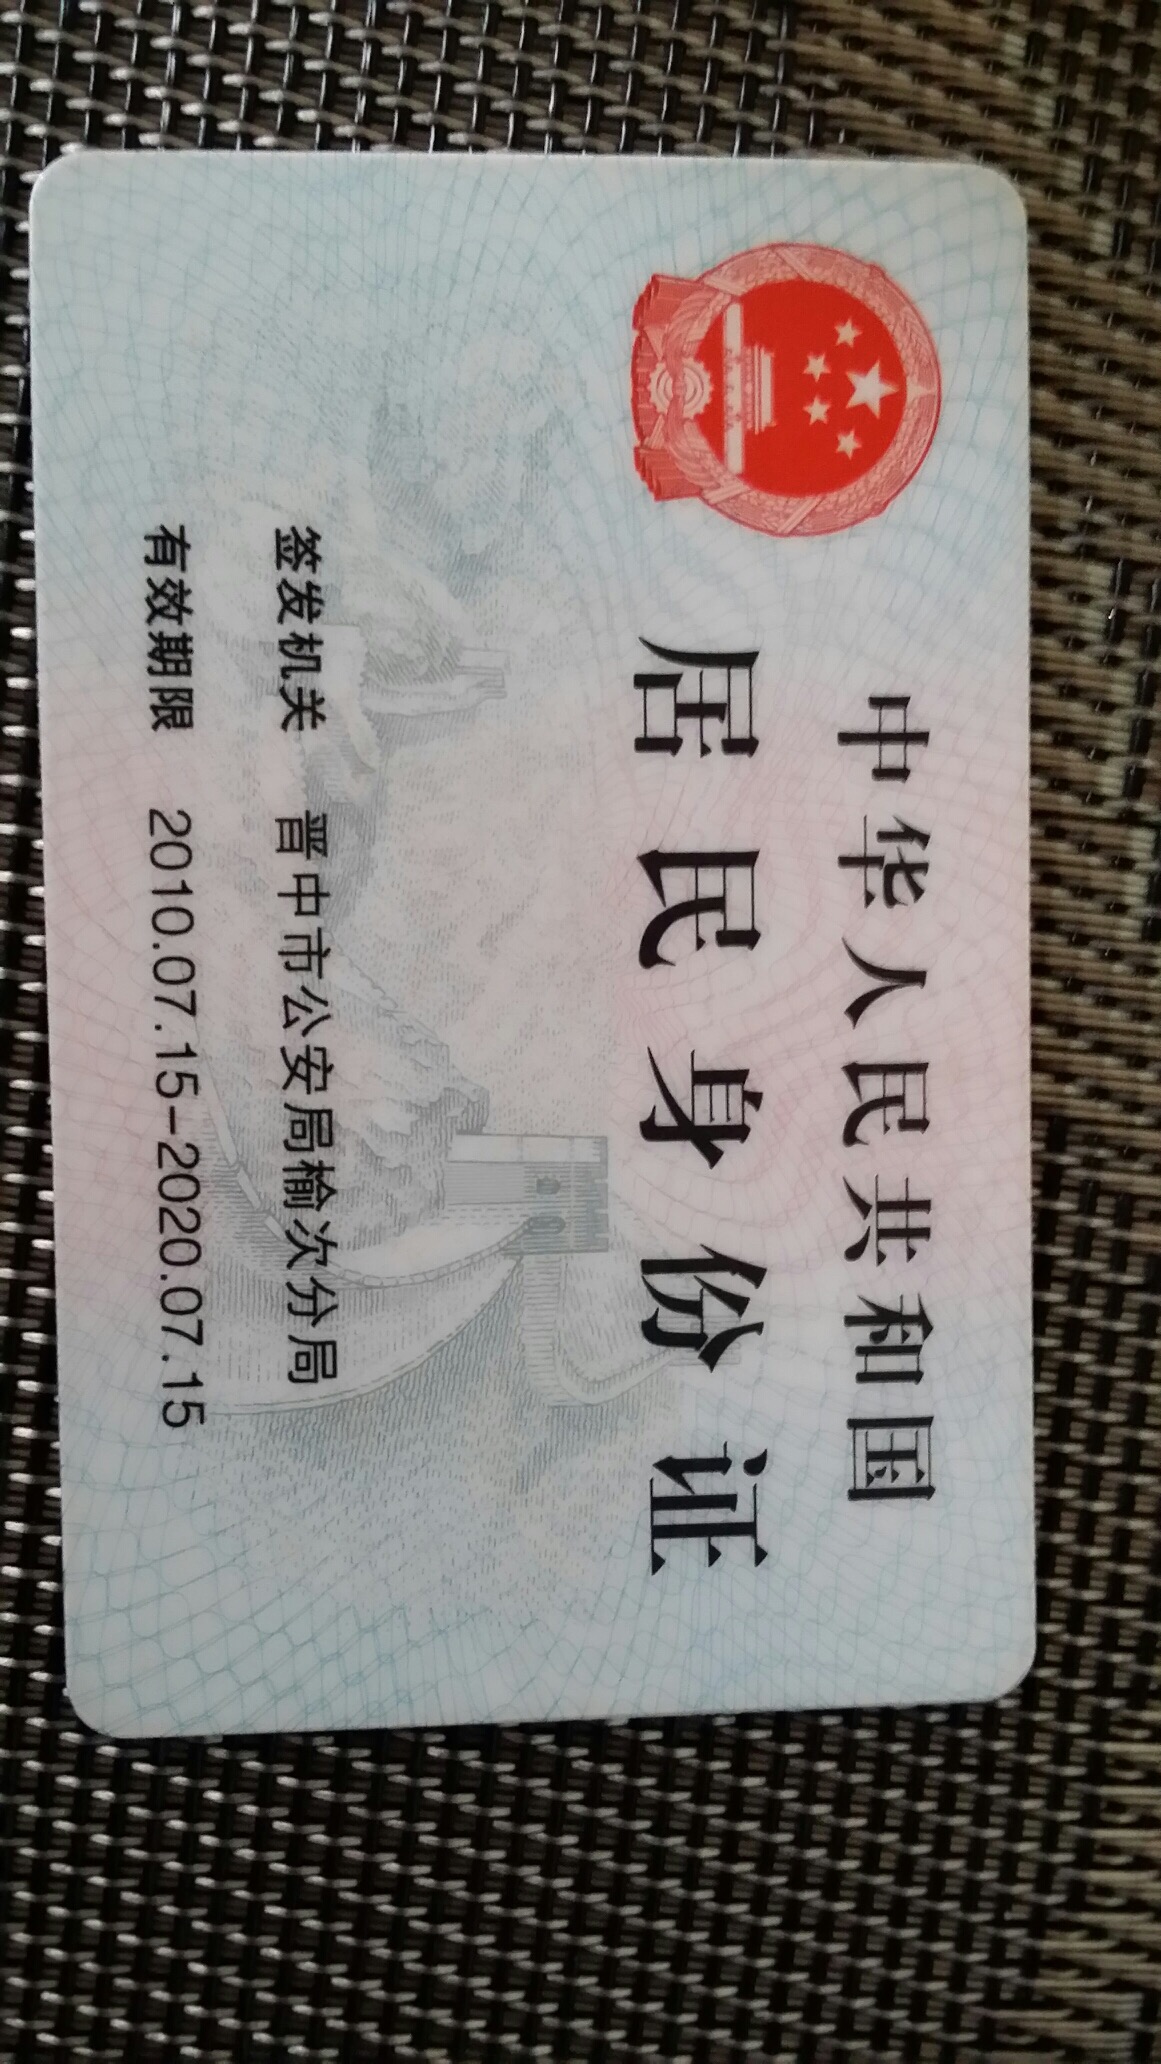 中华人民共和国
居民身份证
签发机关 晋中市公安局榆次分局
有效期限 2010.07.15-2020.07.15